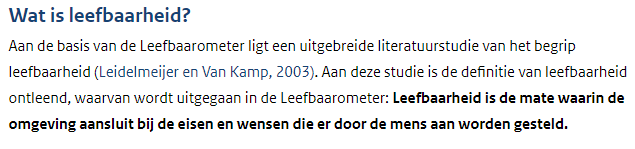 Wat is leefbaarheid?
Aan de basis van de Leefbaarometer ligt een uitgebreide literatuurstudie van het begrip
leefbaarheid (Leidelmeijer en Van Kamp, 2003). Aan deze studie is de definitie van leefbaarheid
ontleend, waarvan wordt uitgegaan in de Leefbaarometer: Leefbaarheid is de mate waarin de
omgeving aansluit bij de eisen en wensen die er door de mens aan worden gesteld.